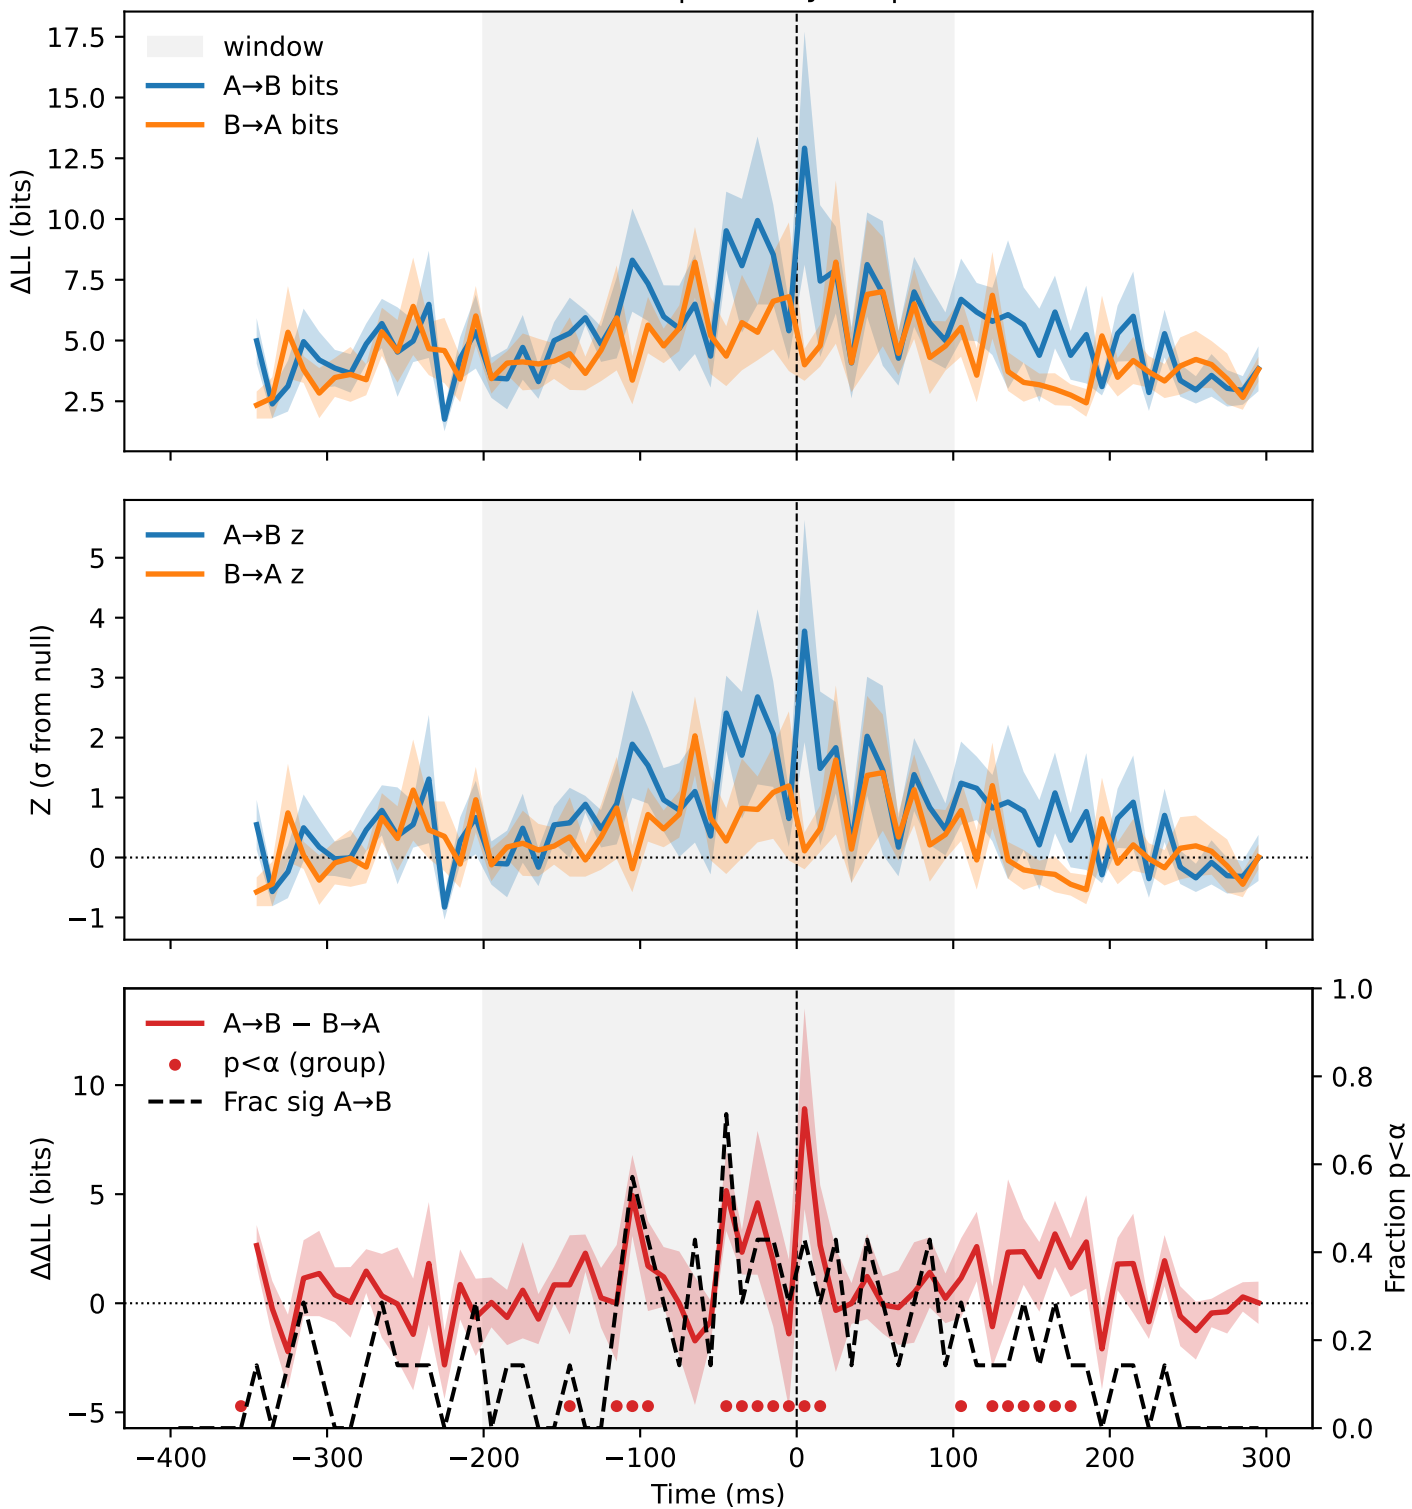 17.5
15.0
12.5
10.0
7.5
5.0
2.5
ΔLL (bits)
window
A→B bits
B→A bits
5
4
3
2
1
0
−1
Z (σ from null)
A→B z
B→A z
10
5
0
−5
ΔΔLL (bits)
A→B − B→A
p<α (group)
Frac sig A→B
1.0
0.8
0.6
0.4
0.2
0.0
Fraction p<α
−400 −300 −200 −100 0 100 200 300
Time (ms)